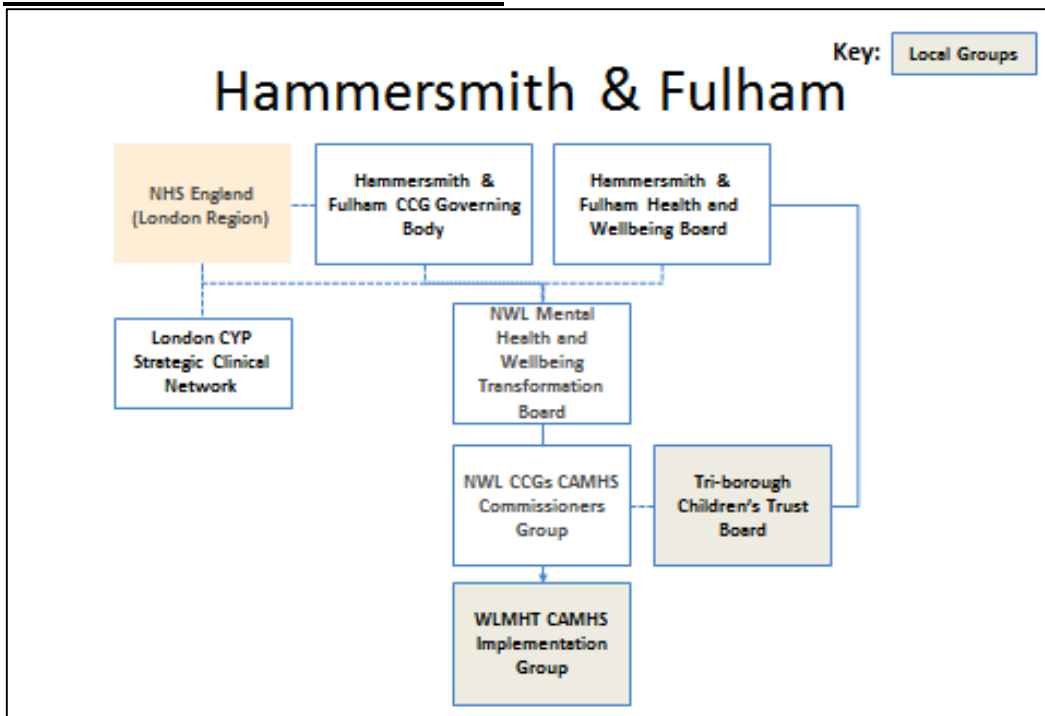 Key: Local Groups
Hammersmith & Fulham
NHS England
(London Region)
Hammersmith &
Fulham CCG Governing
Body
Hammersmith &
Fulham Health and
Wellbeing Board
London CYP
Strategic Clinical
Network
NWL Mental
Health and
Wellbeing
Transformation
Board
NWL CCGs CAMHS
Commissioners
Group
Tri-borough
Children's Trust
Board
WLMHT CAMHS
Implementation
Group